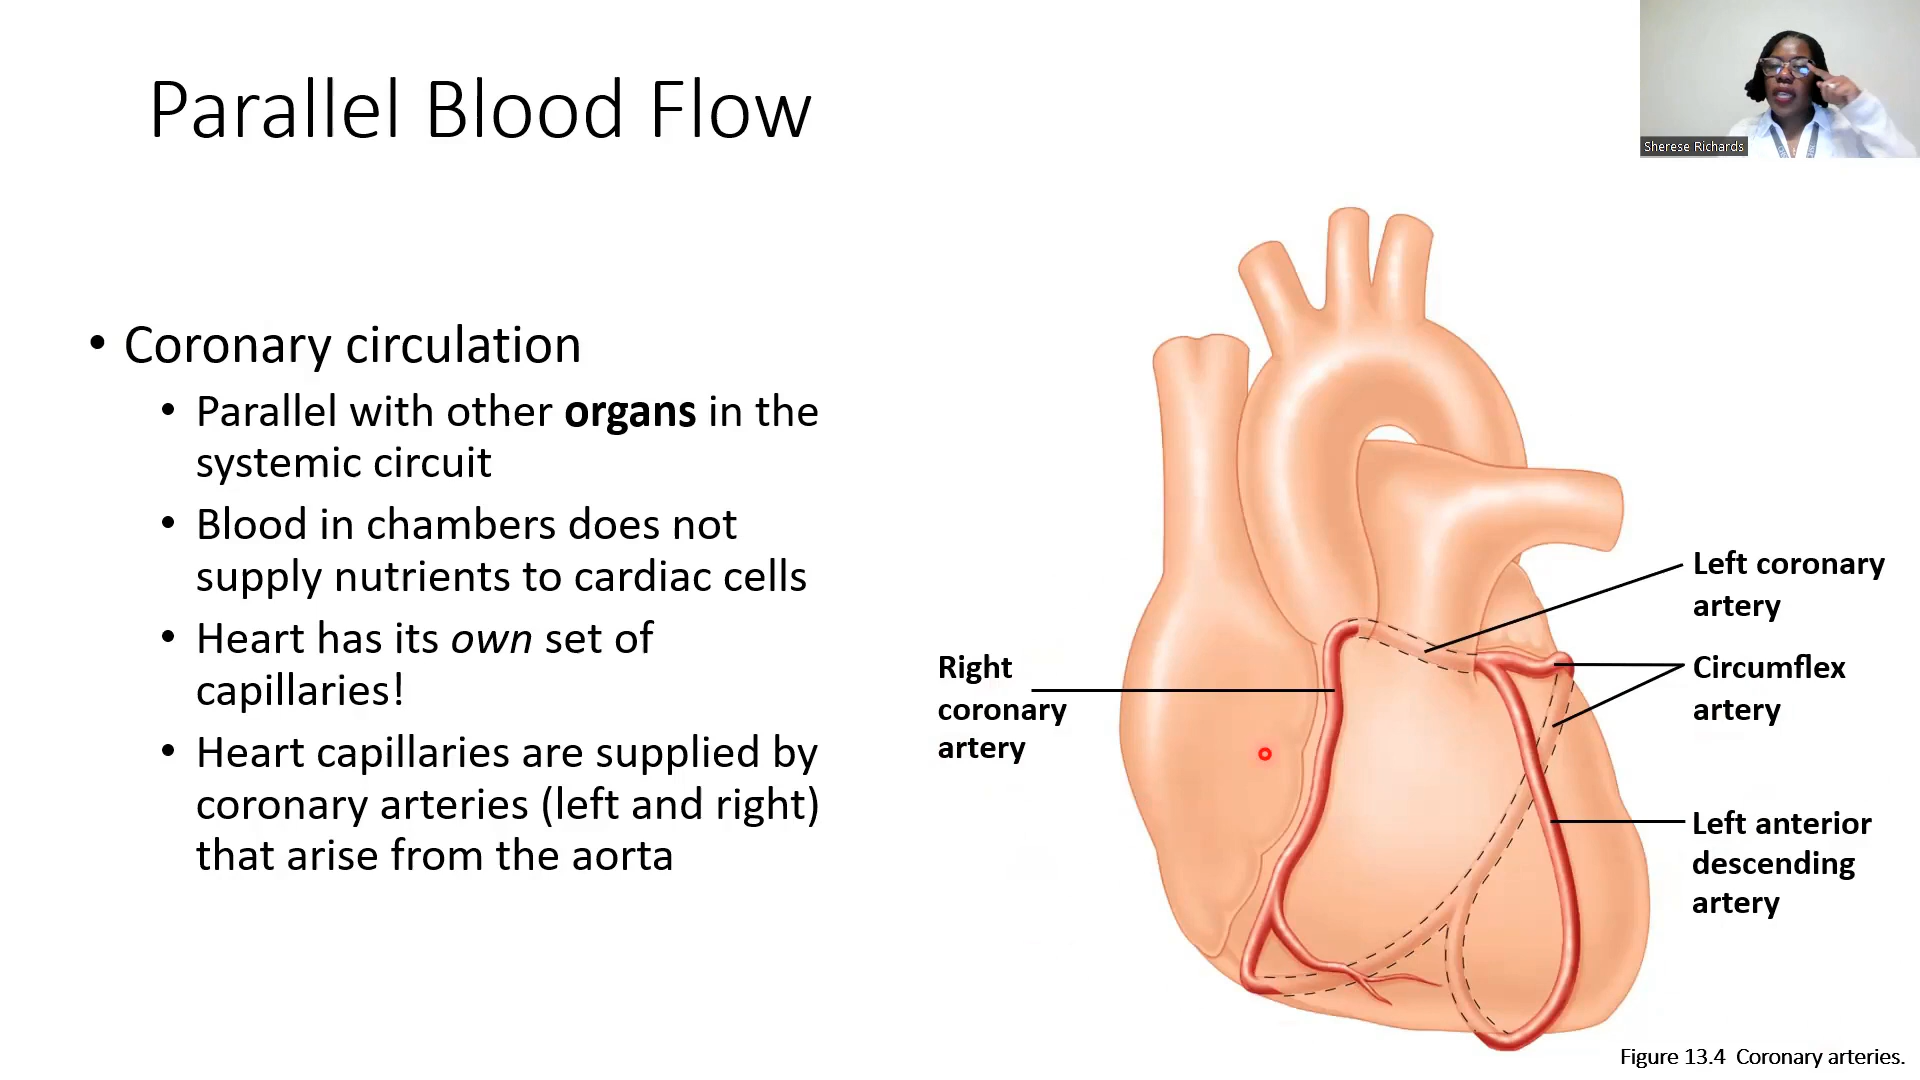 Parallel Blood Flow
Sherese Richards
• Coronary circulation
• Parallel with other organs in the
systemic circuit
• Blood in chambers does not
supply nutrients to cardiac cells
• Heart has its own set of
capillaries!
• Heart capillaries are supplied by
coronary arteries (left and right)
that arise from the aorta
Right
coronary
artery
Left coronary
artery
Circumflex
artery
Left anterior
descending
artery
Figure 13.4 Coronary arteries.